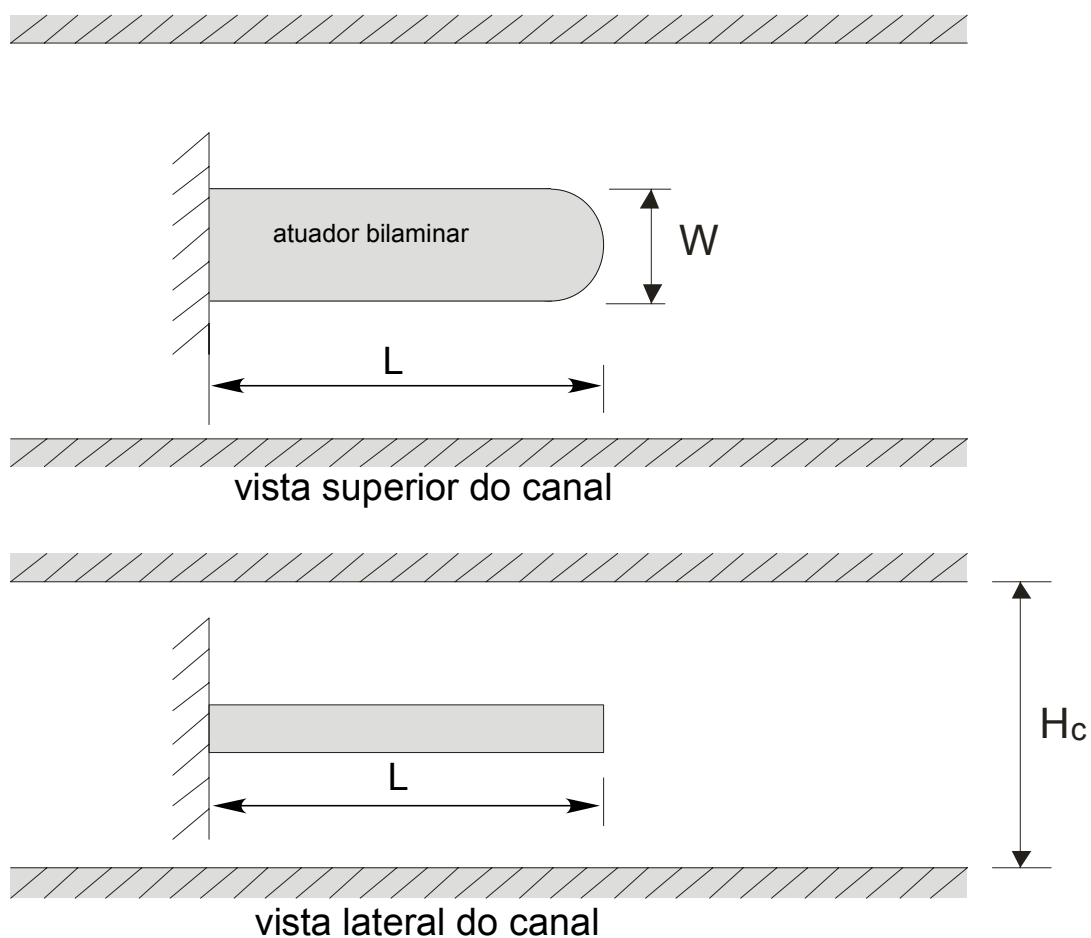 atuador bilaminar
W
L
vista superior do canal
Hc
L
vista lateral do canal